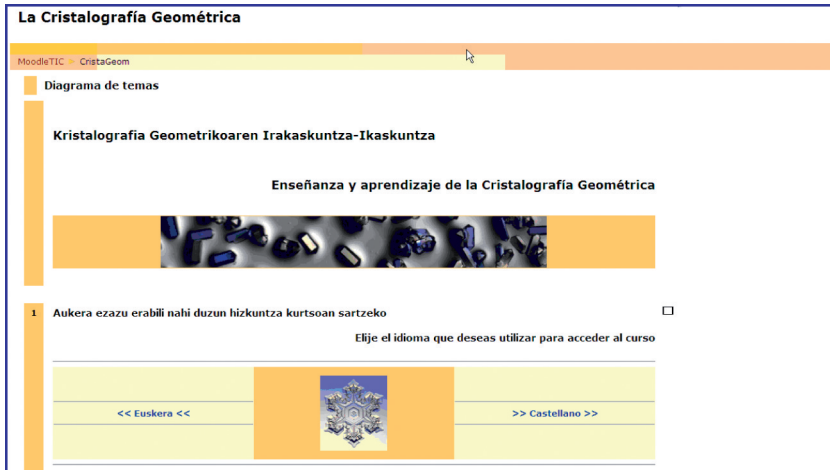 La Cristalografía Geométrica
MoodleTIC ► CristaGeom
Diagrama de temas
Kristalografia Geometrikoaren Irakaskuntza-Ikaskuntza
Enseñanza y aprendizaje de la Cristalografía Geométrica
1 Aukera ezazu erabili nahi duzun hizkuntza kurtsoan sartzeko
Elije el idioma que deseas utilizar para acceder al curso
<< Euskera << >> Castellano >>